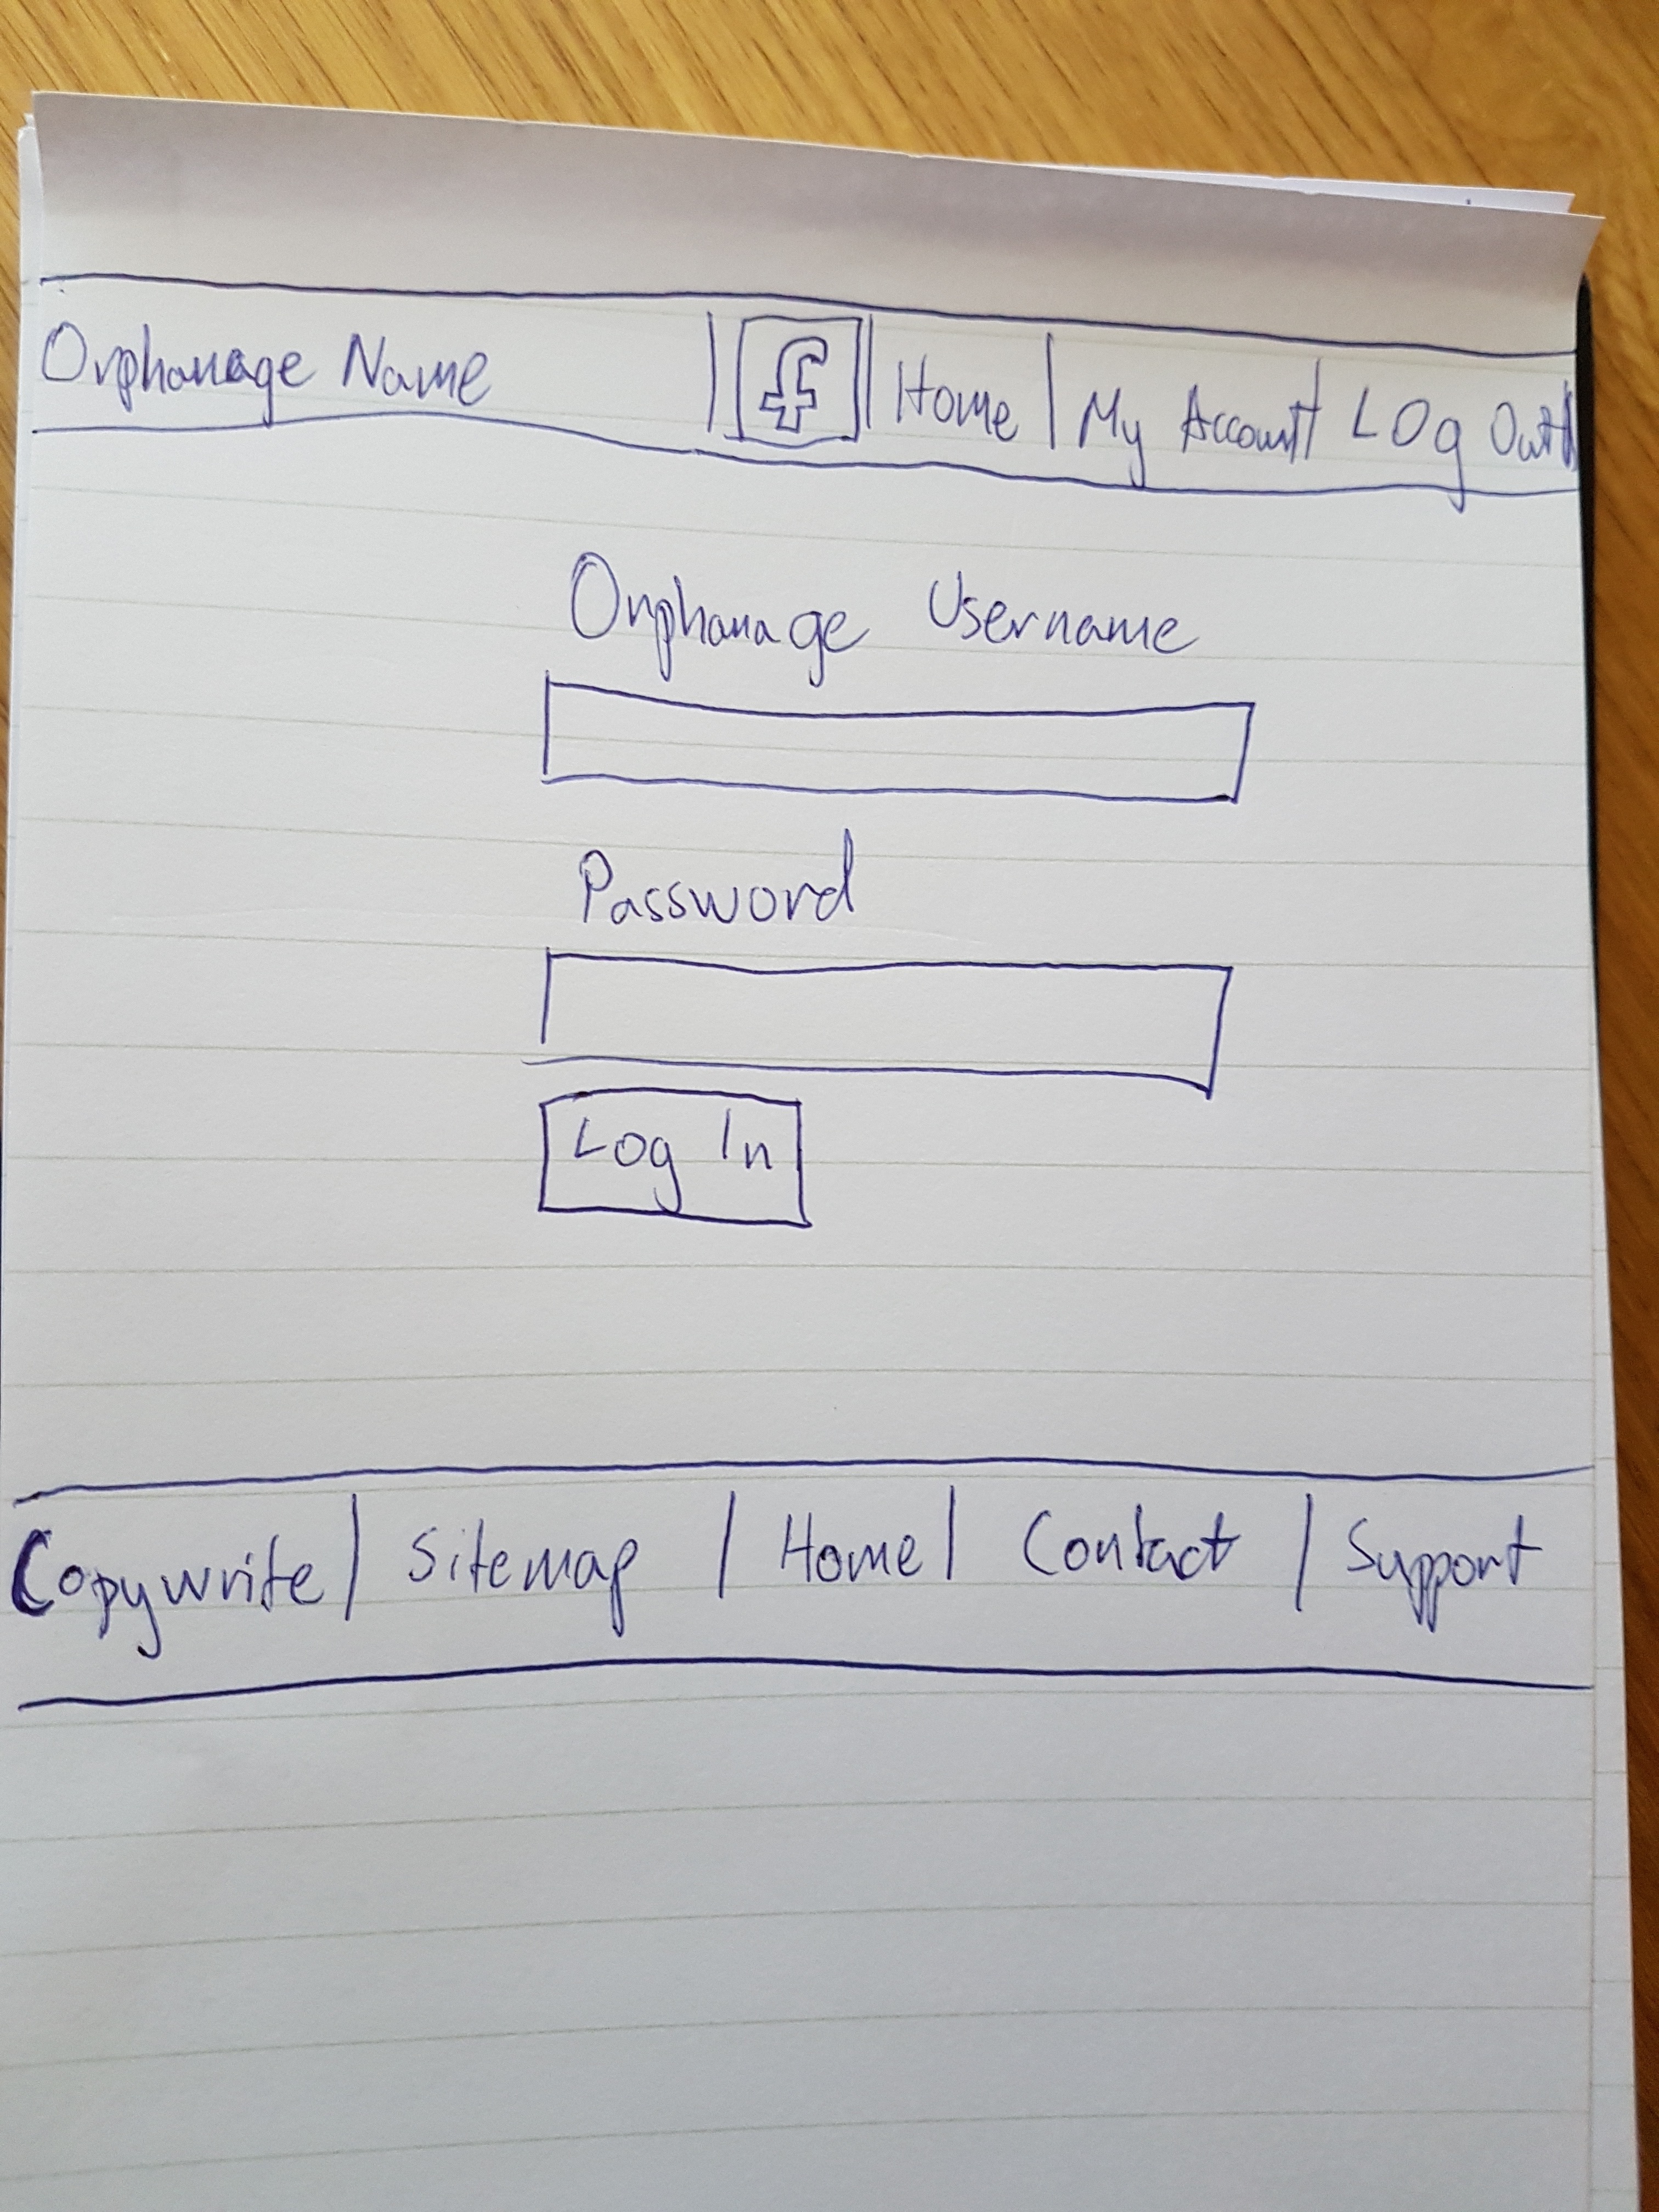 Orphanage Name | f | Home | My Account | Log Out |
Orphanage Username
Password
Log In
Copywrite | Sitemap | Home | Contact | Support